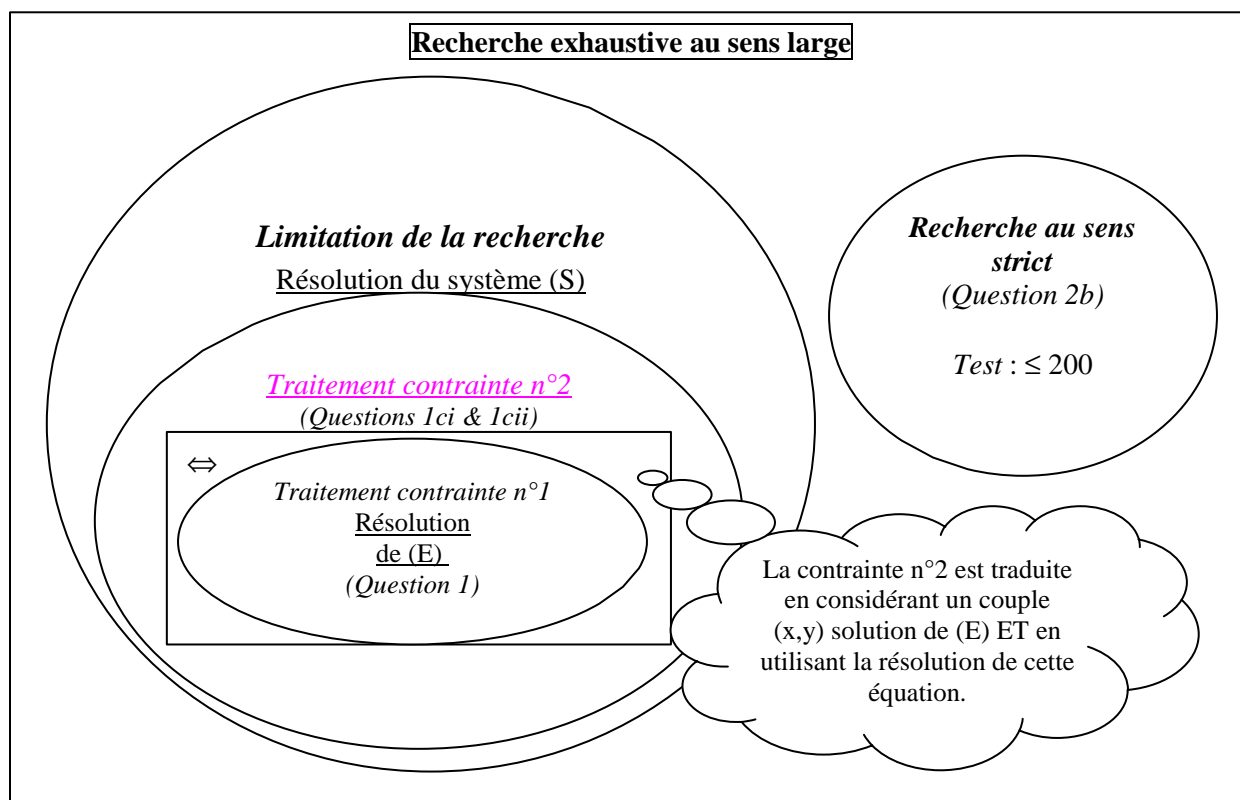 Recherche exhaustive au sens large
Limitation de la recherche
Résolution du système (S)
Traitement contrainte n°2
(Questions 1ci & 1cii)
⇔
Traitement contrainte n°1
Résolution
de (E)
(Question 1)
Recherche au sens
strict
(Question 2b)
Test : ≤ 200
La contrainte n°2 est traduite
en considérant un couple
(x,y) solution de (E) ET en
utilisant la résolution de cette
équation.